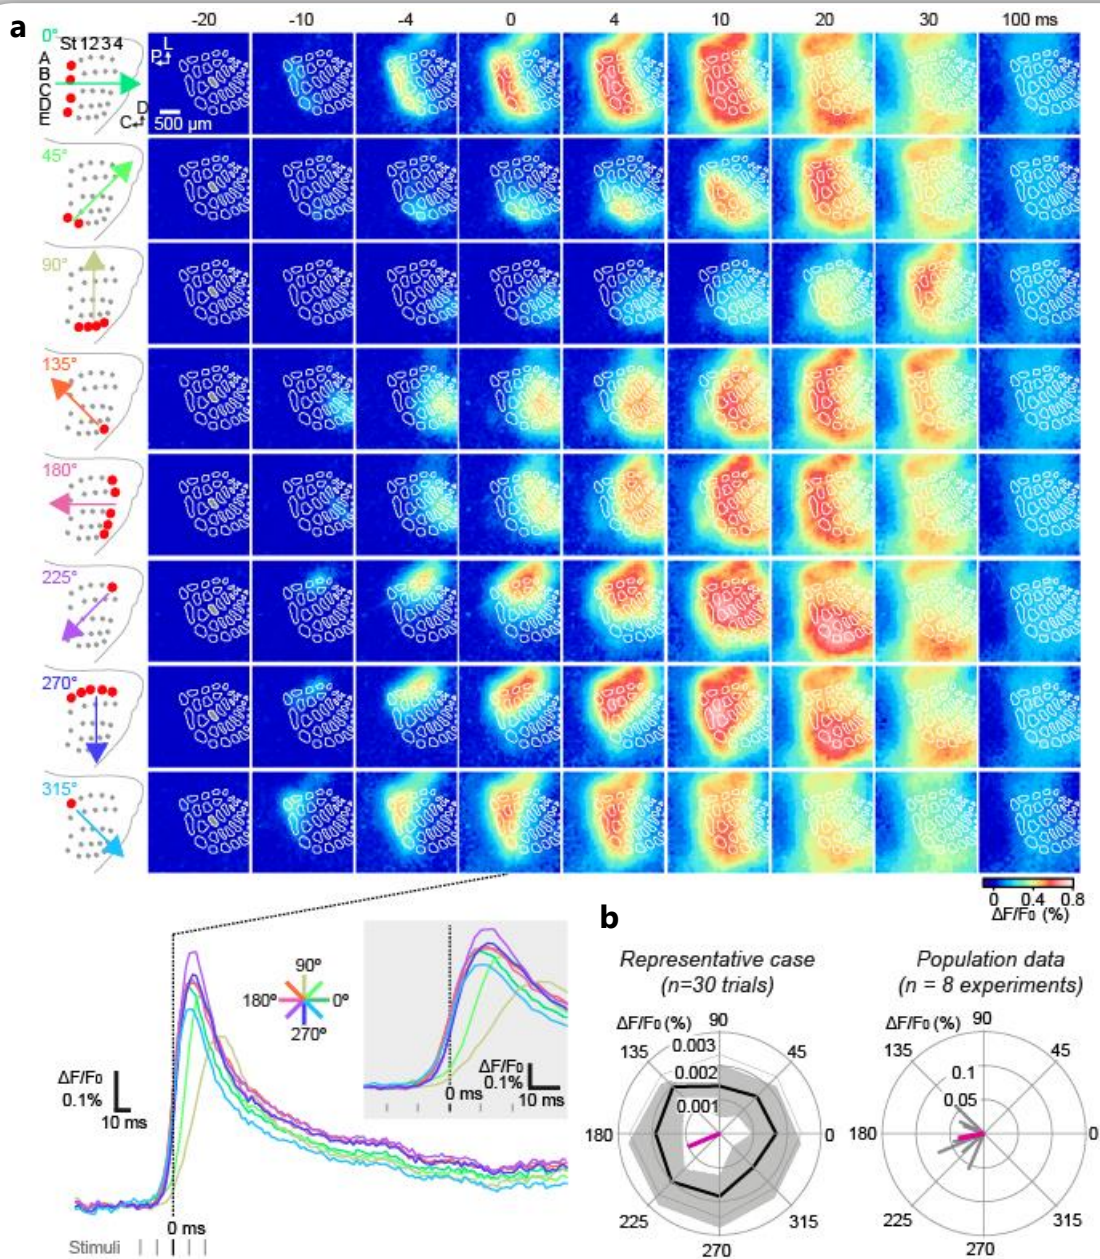 a
-20 -10 -4 0 4 10 20 30 100 ms
0°
St 1 2 3 4
A
B
C
D
E
D
C
L
P
500 µm
45°
90°
135°
180°
225°
270°
315°
0 0.4 0.8
ΔF/F0 (%)
90°
180° 0°
270°
ΔF/F0
0.1%
10 ms
ΔF/F0
0.1%
0 ms
10 ms
0 ms
Stimuli
b
Representative case
(n=30 trials)
ΔF/F0 (%) 90
135 0.003 45
0.002
0.001
180 0
225 315
270
Population data
(n = 8 experiments)
ΔF/F0 (%) 90
135 45
0.1
0.05
180 0
225 315
270